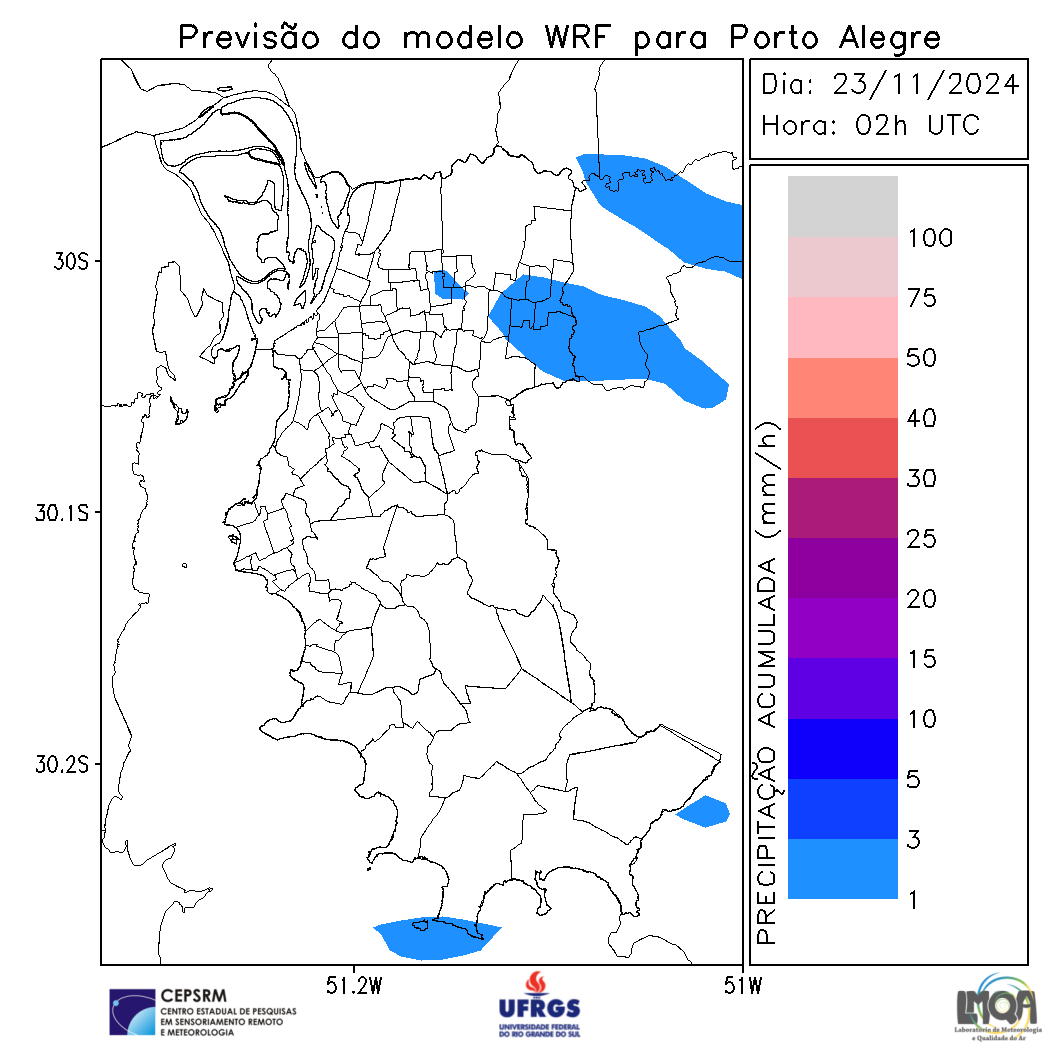 Previsão do modelo WRF para Porto Alegre
Dia: 23/11/2024
Hora: 02h UTC
30S
30.1S
30.2S
51.2W
51W
PRECIPITAÇÃO ACUMULADA (mm/h)
100
75
50
40
30
25
20
15
10
5
3
1
CEPSRM
CENTRO ESTADUAL DE PESQUISAS
EM SENSORIAMENTO REMOTO
E METEOROLOGIA
UFRGS
UNIVERSIDADE FEDERAL
DO RIO GRANDE DO SUL
LMQA
Laboratório de Meteorologia
e Qualidade do Ar